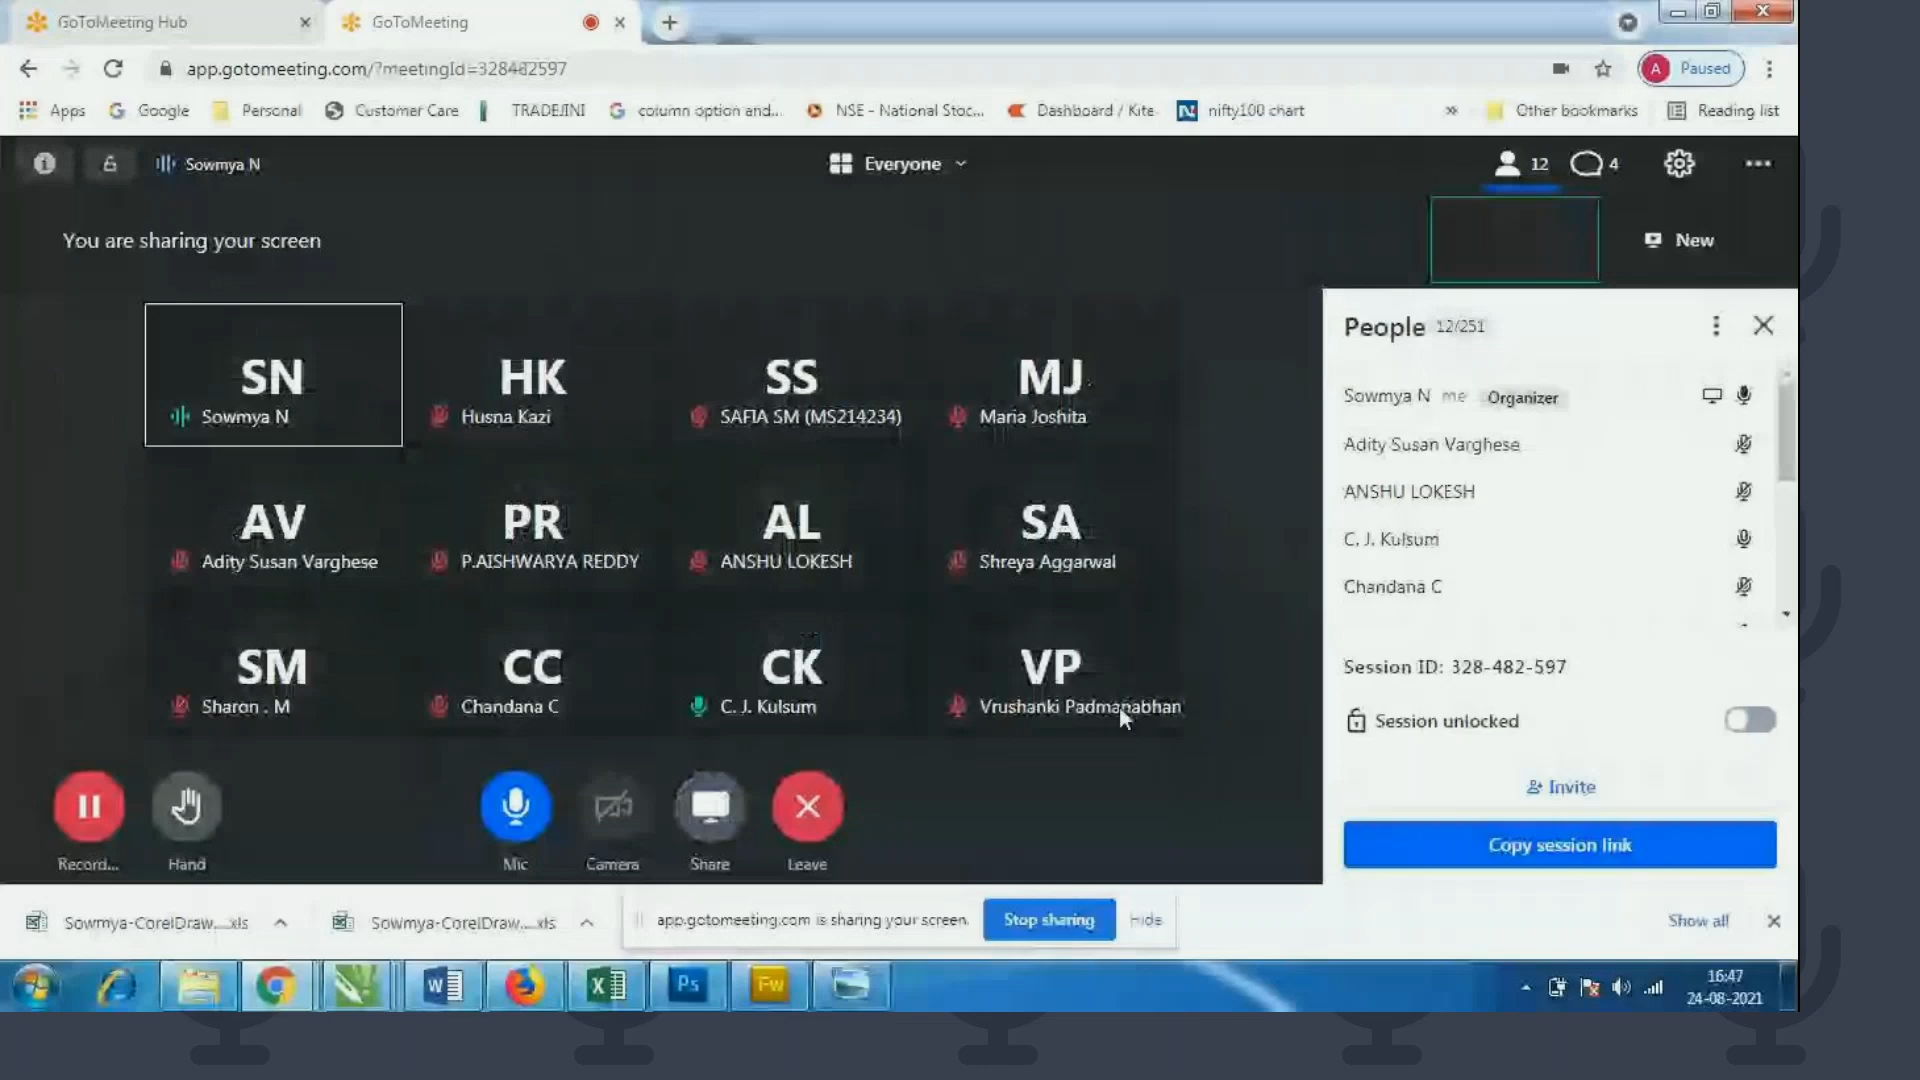 GoToMeeting Hub
GoToMeeting
app.gotomeeting.com/?meetingId=328482597
A Paused
Apps Google Personal Customer Care TRADEJINI column option and... NSE - National Stoc... Dashboard / Kite nifty100 chart » Other bookmarks Reading list
Sowmya N
Everyone
12
4
You are sharing your screen
New
SN
Sowmya N
HK
Husna Kazi
SS
SAFIA SM (MS214234)
MJ
Maria Joshita
AV
Adity Susan Varghese
PR
P.AISHWARYA REDDY
AL
ANSHU LOKESH
SA
Shreya Aggarwal
SM
Sharon . M
CC
Chandana C
CK
C. J. Kulsum
VP
Vrushanki Padmanabhan
Record...
Hand
Mic
Camera
Share
Leave
People 12/251
Sowmya N me Organizer
Adity Susan Varghese
ANSHU LOKESH
C. J. Kulsum
Chandana C
Session ID: 328-482-597
Session unlocked
Invite
Copy session link
Sowmya-CorelDraw....xls
Sowmya-CorelDraw....xls
app.gotomeeting.com is sharing your screen.
Stop sharing
Hide
Show all
W
X
Ps
Fw
16:47
24-08-2021